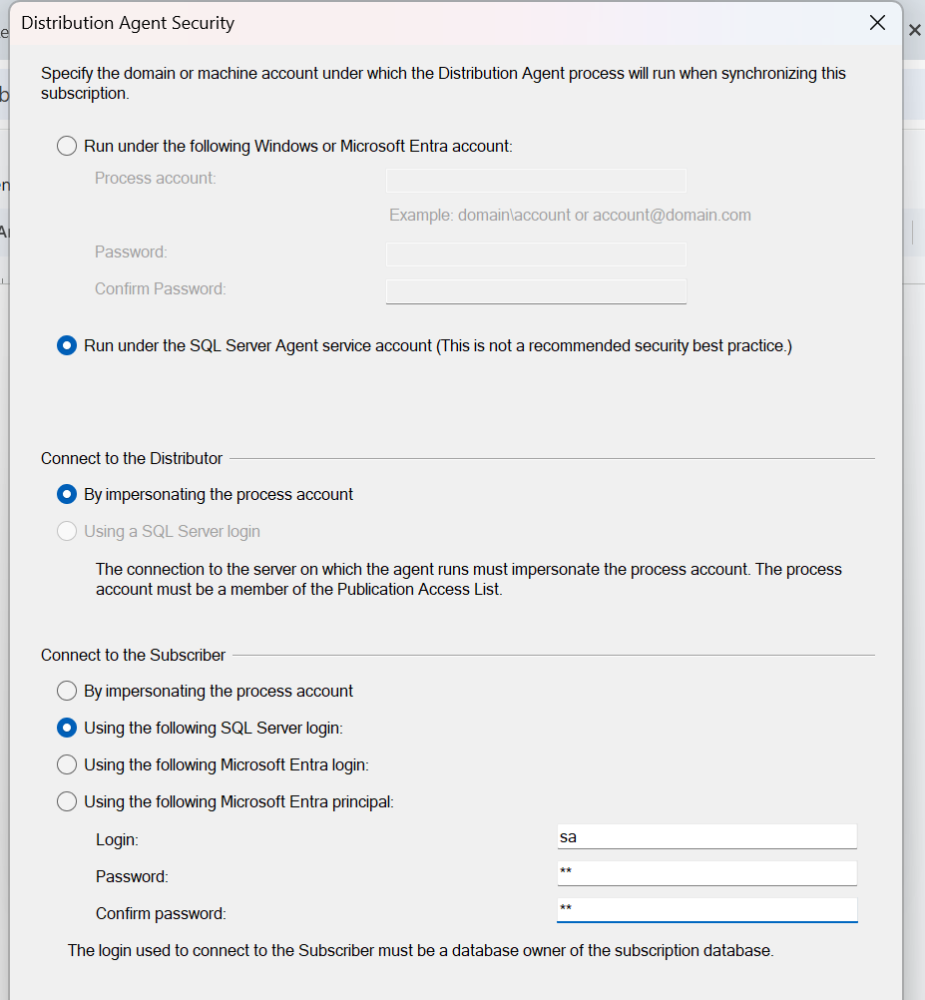 Distribution Agent Security
Specify the domain or machine account under which the Distribution Agent process will run when synchronizing this
subscription.
Run under the following Windows or Microsoft Entra account:
Process account:
Example: domain\account or account@domain.com
Password:
Confirm Password:
Run under the SQL Server Agent service account (This is not a recommended security best practice.)
Connect to the Distributor
By impersonating the process account
Using a SQL Server login
The connection to the server on which the agent runs must impersonate the process account. The process
account must be a member of the Publication Access List.
Connect to the Subscriber
By impersonating the process account
Using the following SQL Server login:
Using the following Microsoft Entra login:
Using the following Microsoft Entra principal:
Login:
sa
Password:
**
Confirm password:
**
The login used to connect to the Subscriber must be a database owner of the subscription database.